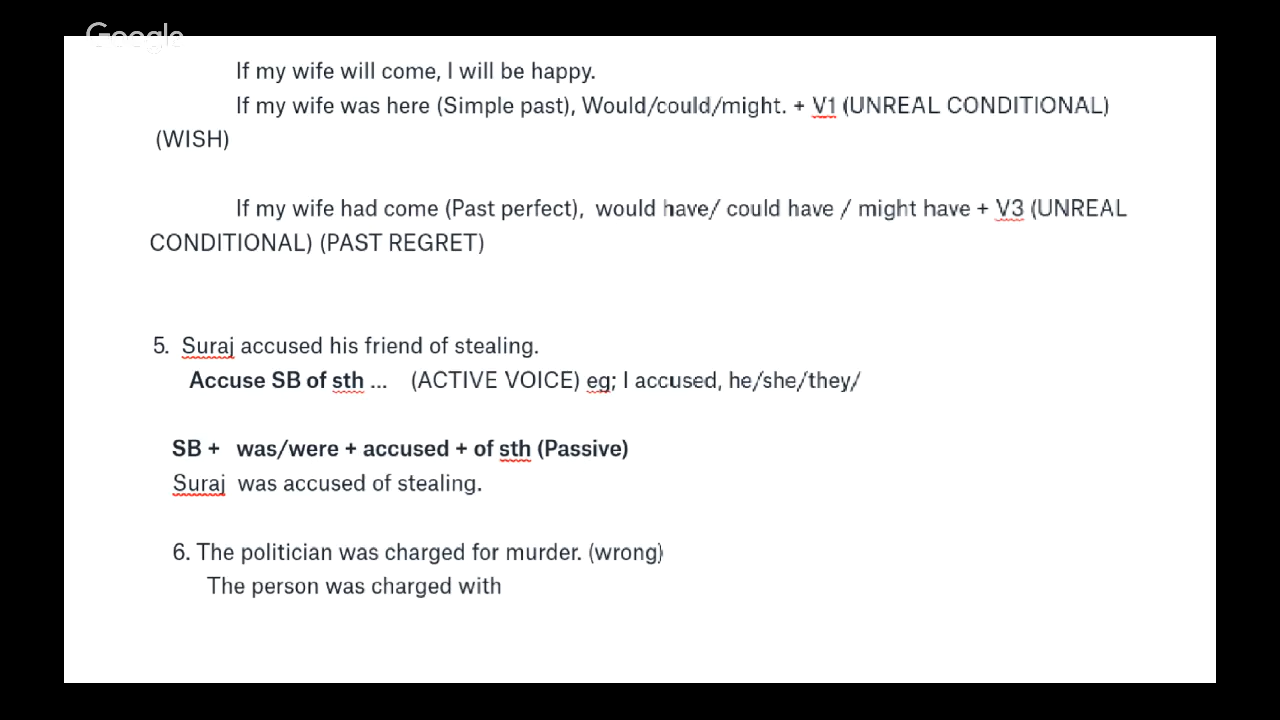 Google
If my wife will come, I will be happy.
If my wife was here (Simple past), Would/could/might. + V1 (UNREAL CONDITIONAL)
(WISH)
If my wife had come (Past perfect), would have/ could have / might have + V3 (UNREAL
CONDITIONAL) (PAST REGRET)
5. Suraj accused his friend of stealing.
Accuse SB of sth ... (ACTIVE VOICE) eg; I accused, he/she/they/
SB + was/were + accused + of sth (Passive)
Suraj was accused of stealing.
6. The politician was charged for murder. (wrong)
The person was charged with